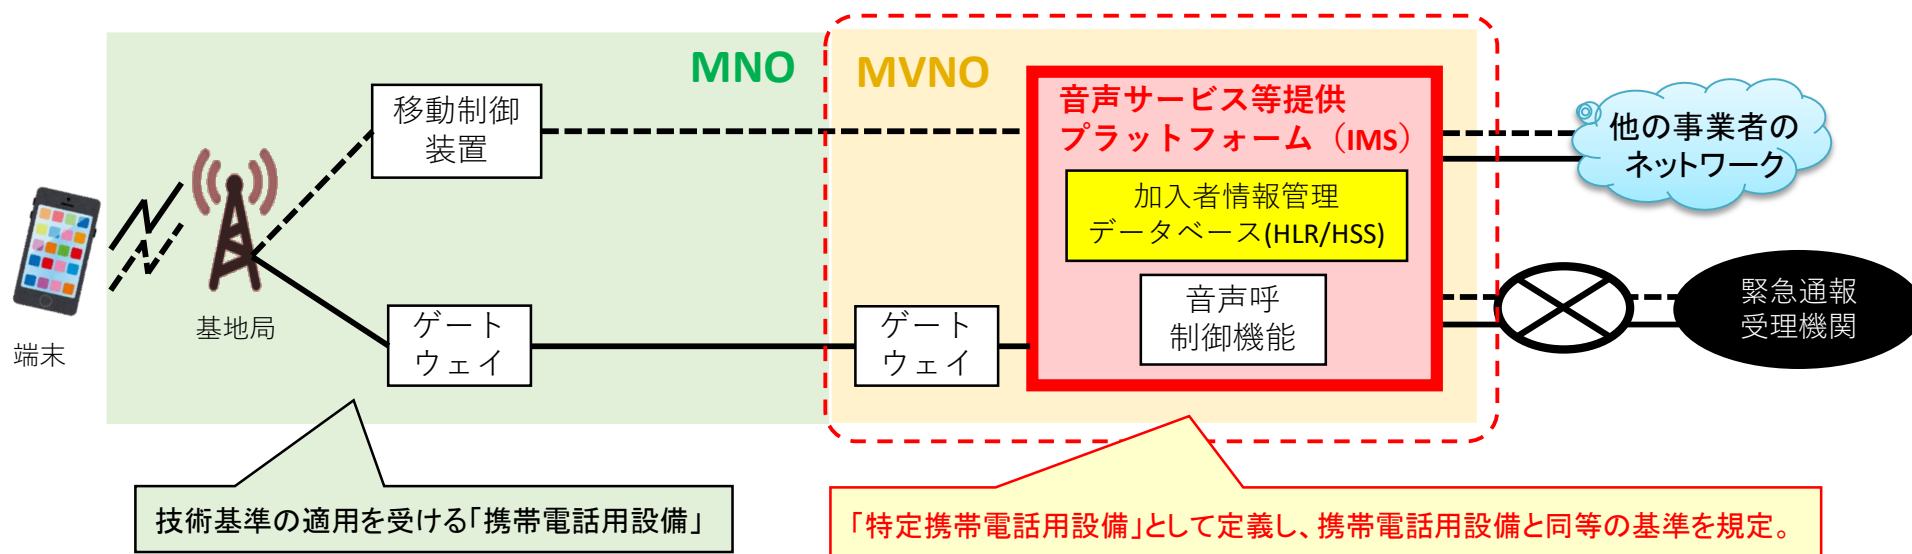 MNO
MVNO
移動制御
装置
音声サービス等提供
プラットフォーム（IMS）
加入者情報管理
データベース(HLR/HSS)
音声呼
制御機能
他の事業者の
ネットワーク
端末
基地局
ゲート
ウェイ
ゲート
ウェイ
緊急通報
受理機関
技術基準の適用を受ける「携帯電話用設備」
「特定携帯電話用設備」として定義し、携帯電話用設備と同等の基準を規定。